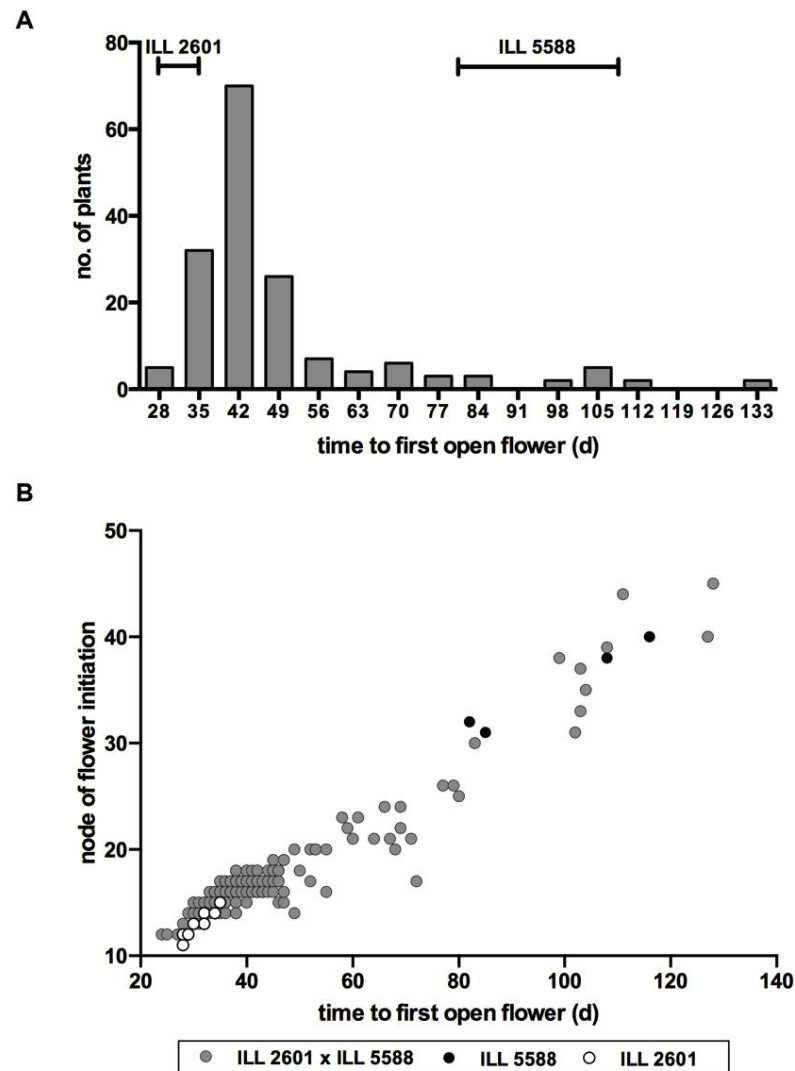 A
ILL 2601 ILL 5588
80
60
40
20
0
no. of plants
28 35 42 49 56 63 70 77 84 91 98 105 112 119 126 133
time to first open flower (d)
B
50
40
30
20
10
node of flower initiation
20 40 60 80 100 120 140
time to first open flower (d)
ILL 2601 x ILL 5588 ILL 5588 ILL 2601